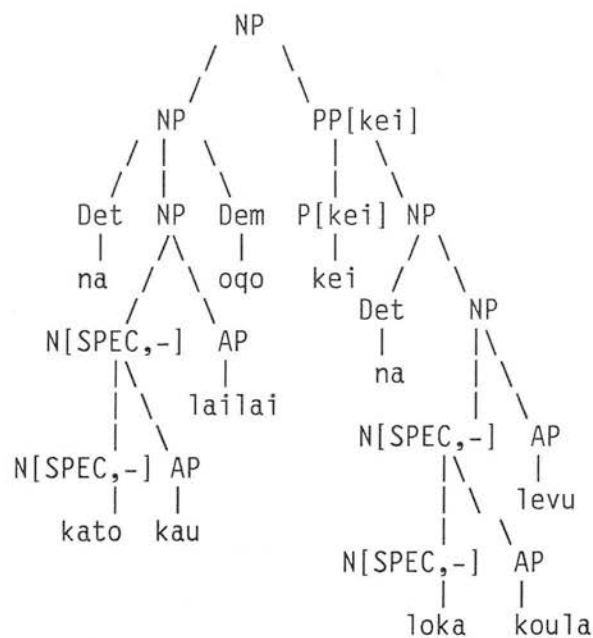 NP
NP PP[kei]
Det NP Dem P[kei] NP
na oqo kei Det NP
N[SPEC,-] AP na
lailai
N[SPEC,-] AP
N[SPEC,-] AP levu
kato kau
N[SPEC,-] AP
loka koula